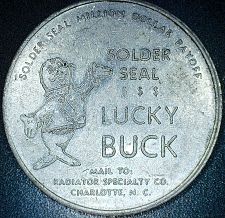 SOLDER SEAL MILLION DOLLAR PAYOFF
SOLDER
SEAL
$ $
LUCKY
BUCK
MAIL TO:
RADIATOR SPECIALTY CO.
CHARLOTTE, N. C.